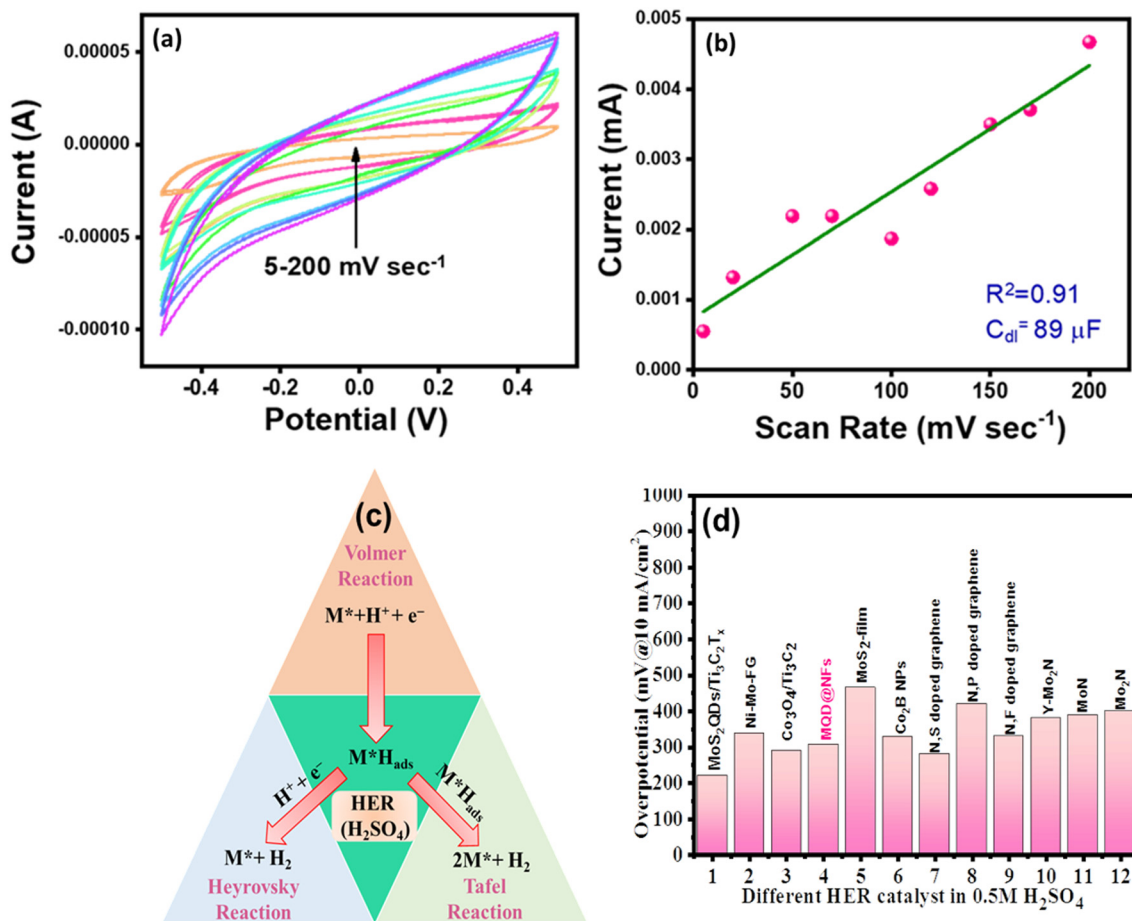 (a)
0.00005
0.00000
-0.00005
-0.00010
Current (A)
5-200 mV sec⁻¹
-0.4
-0.2
0.0
0.2
0.4
Potential (V)
(b)
0.005
0.004
0.003
0.002
0.001
0.000
Current (mA)
R²=0.91
C_dl= 89 μF
50
100
150
200
Scan Rate (mV sec⁻¹)
(c)
Volmer
Reaction
M*+H⁺+ e⁻
M*H_ads
H⁺+ e⁻
M*H_ads
HER
(H₂SO₄)
M*+ H₂
2M*+ H₂
Heyrovsky
Reaction
Tafel
Reaction
(d)
1000
900
800
700
600
500
400
300
200
100
0
Overpotential (mV@10 mA/cm²)
MoS₂QDs/Ti₃C₂Tₓ
Ni-Mo-FG
Co₃O₄/Ti₃C₂
MQD@NFs
MoS₂-film
Co₂B NPs
N,S doped graphene
N,P doped graphene
N,F doped graphene
Y-Mo₂N
MoN
Mo₂N
1 2 3 4 5 6 7 8 9 10 11 12
Different HER catalyst in 0.5M H₂SO₄